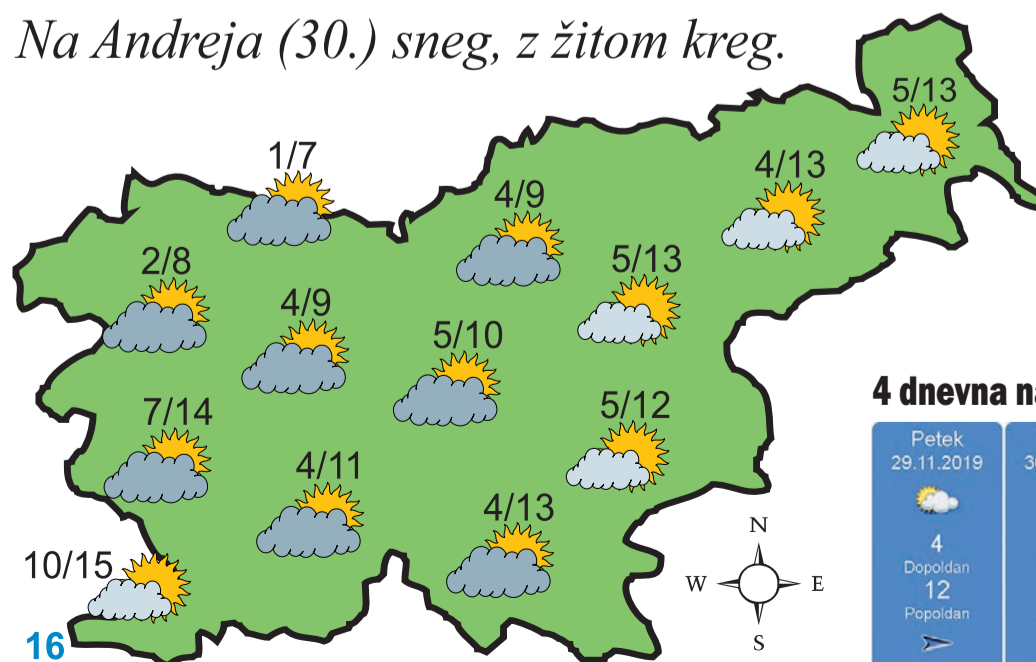 Na Andreja (30.) sneg, z žitom kreg.
5/13
1/7
4/13
4/9
2/8
5/13
4/9
5/10
7/14
5/12
4/11
4/13
10/15
N
W E
S
16
4 dnevna
Petek
29.11.2019
4
Dopoldan
12
Popoldan